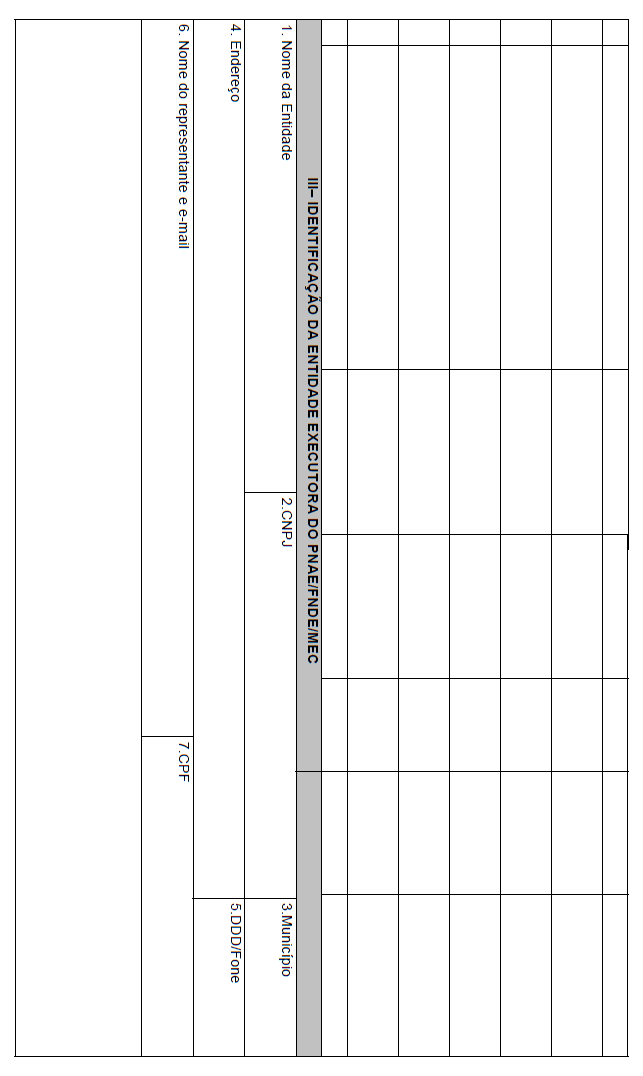 III– IDENTIFICAÇÃO DA ENTIDADE EXECUTORA DO PNAE/FNDE/MEC
1. Nome da Entidade
2.CNPJ
3.Município
4. Endereço
5.DDD/Fone
6. Nome do representante e e-mail
7.CPF